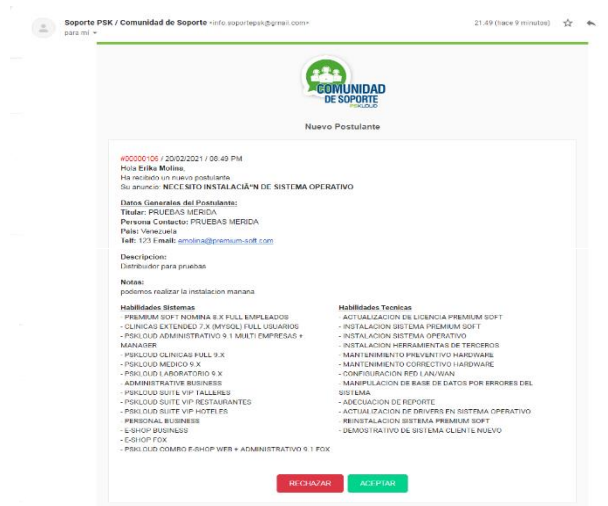 Soporte PSK / Comunidad de Soporte <info.soportepsk@gmail.com>
21:49 (hace 9 minutos)
para mí
COMUNIDAD
DE SOPORTE
PSKLOUD
Nuevo Postulante
#00000106 / 20/02/2021 / 06:49 PM
Hola Erika Molina,
Ha recibido un nuevo postulante.
Su anuncio: NECESITO INSTALACIÃ"N DE SISTEMA OPERATIVO
Datos Generales del Postulante:
Titular: PRUEBAS MERIDA
Persona Contacto: PRUEBAS MERIDA
Pais: Venezuela
Telf: 123 Email: emolina@premium-soft.com
Descripcion:
Distribuidor para pruebas
Notas:
podemos realizar la instalacion manana
Habilidades Sistemas
- PREMIUM SOFT NOMINA 8.X FULL EMPLEADOS
- CLINICAS EXTENDED 7.X (MYSQL) FULL USUARIOS
- PSKLOUD ADMINISTRATIVO 9.1 MULTI EMPRESAS +
MANAGER
- PSKLOUD CLINICAS FULL 9.X
- PSKLOUD MEDICO 9.X
- PSKLOUD LABORATORIO 9.X
- ADMINISTRATIVE BUSINESS
- PSKLOUD SUITE VIP TALLERES
- PSKLOUD SUITE VIP RESTAURANTES
- PSKLOUD SUITE VIP HOTELES
- PERSONAL BUSINESS
- E-SHOP BUSINESS
- E-SHOP FOX
- PSKLOUD COMBO E-SHOP WEB + ADMINISTRATIVO 9.1 FOX
Habilidades Tecnicas
- ACTUALIZACION DE LICENCIA PREMIUM SOFT
- INSTALACION SISTEMA PREMIUM SOFT
- INSTALACION SISTEMA OPERATIVO
- INSTALACION HERRAMIENTAS DE TERCEROS
- MANTENIMIENTO PREVENTIVO HARDWARE
- MANTENIMIENTO CORRECTIVO HARDWARE
- CONFIGURACION RED LAN/WAN
- MANIPULACION DE BASE DE DATOS POR ERRORES DEL
SISTEMA
- ADECUACION DE REPORTE
- ACTUALIZACION DE DRIVERS EN SISTEMA OPERATIVO
- REINSTALACION SISTEMA PREMIUM SOFT
- DEMOSTRATIVO DE SISTEMA CLIENTE NUEVO
RECHAZAR
ACEPTAR